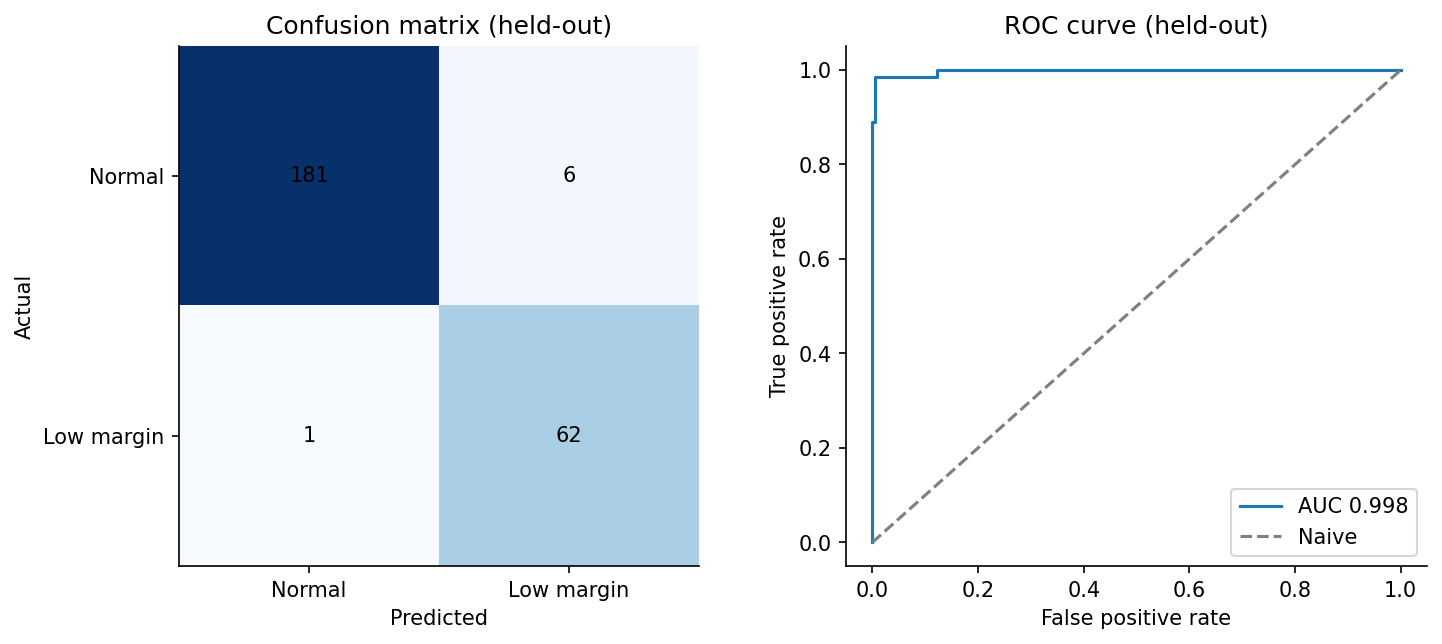 Confusion matrix (held-out)
Normal
181
6
Actual
Low margin
1
62
Normal
Low margin
Predicted
ROC curve (held-out)
1.0
0.8
0.6
0.4
0.2
0.0
True positive rate
AUC 0.998
Naive
0.0
0.2
0.4
0.6
0.8
1.0
False positive rate